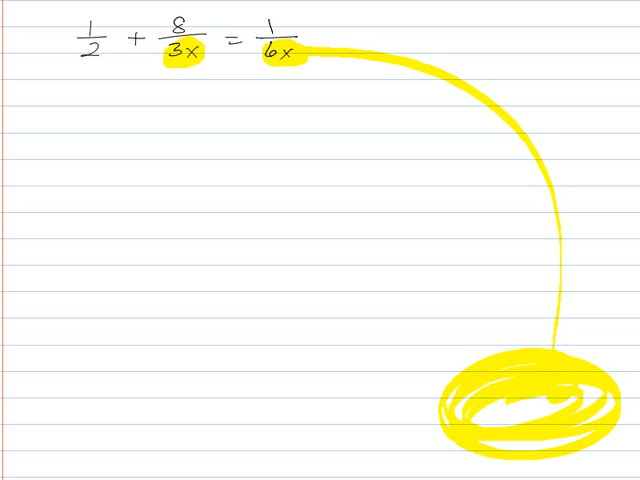 1/2 + 8/3x = 1/6x